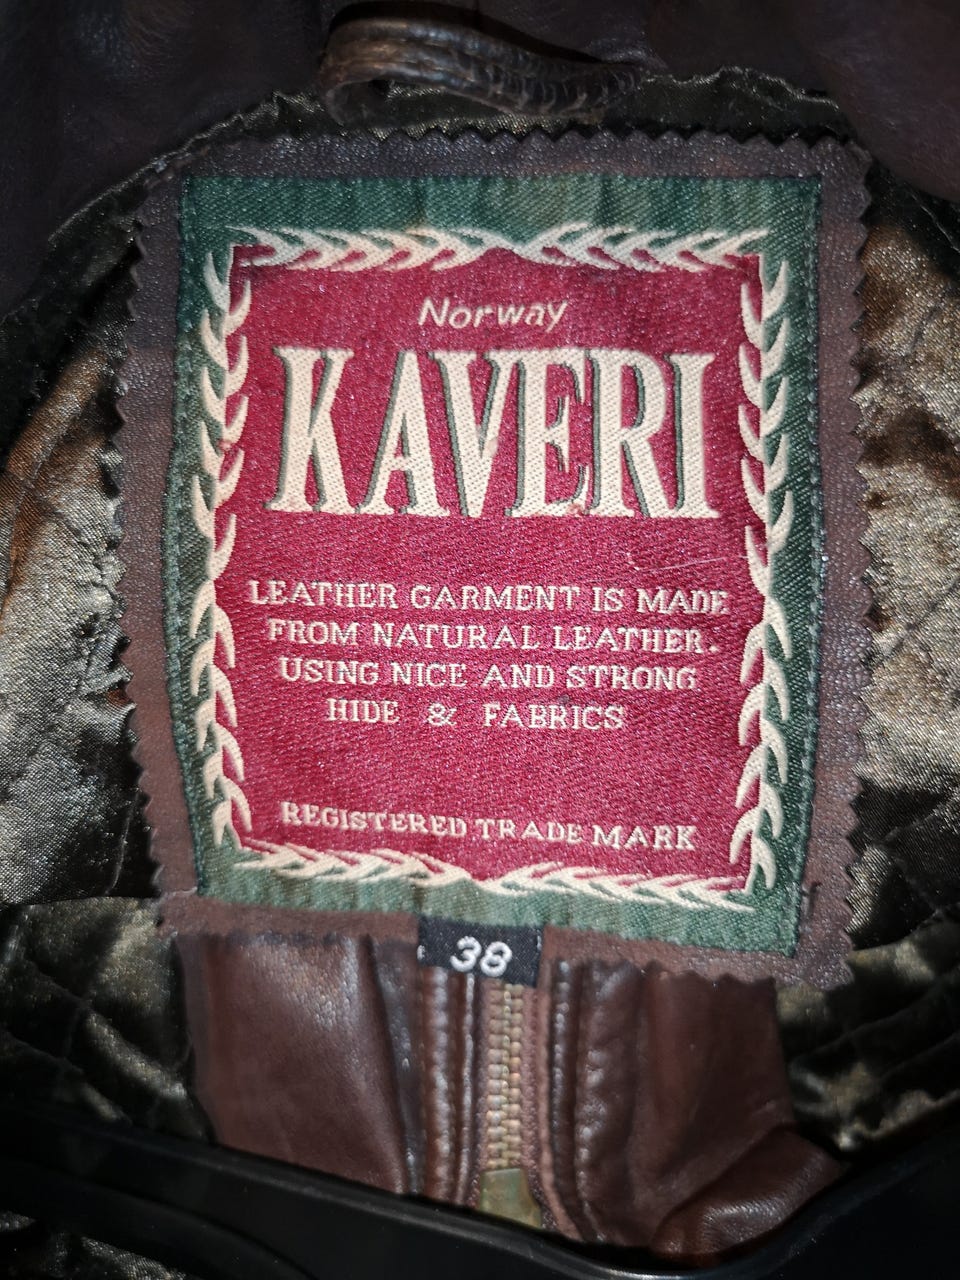 Norway
KAVERI
LEATHER GARMENT IS MADE
FROM NATURAL LEATHER.
USING NICE AND STRONG
HIDE & FABRICS
REGISTERED TRADE MARK
38